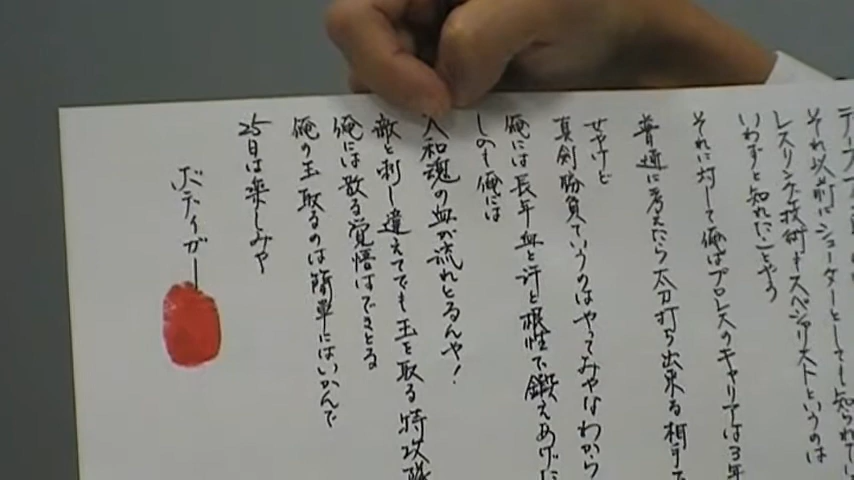 それ以前にシューターとしても知られてい
レスリング技術+スペシャリストというのは
いわずと知れたことやろ
それに対して俺はプロレスのキャリアは3年
普通に考えたら太刀打ち出来る相手で
せやけど
真剣勝負ていうのはやってみやなわから
俺には長年血と汗と根性で鍛えあげた
しのも俺には
大和魂の血が流れとるんや!
敵と刺し違えてでも玉を取る特攻隊
俺には散る覚悟はできとる
俺の玉取るのは簡単にはいかんで
25日は楽しみや
ボディガー